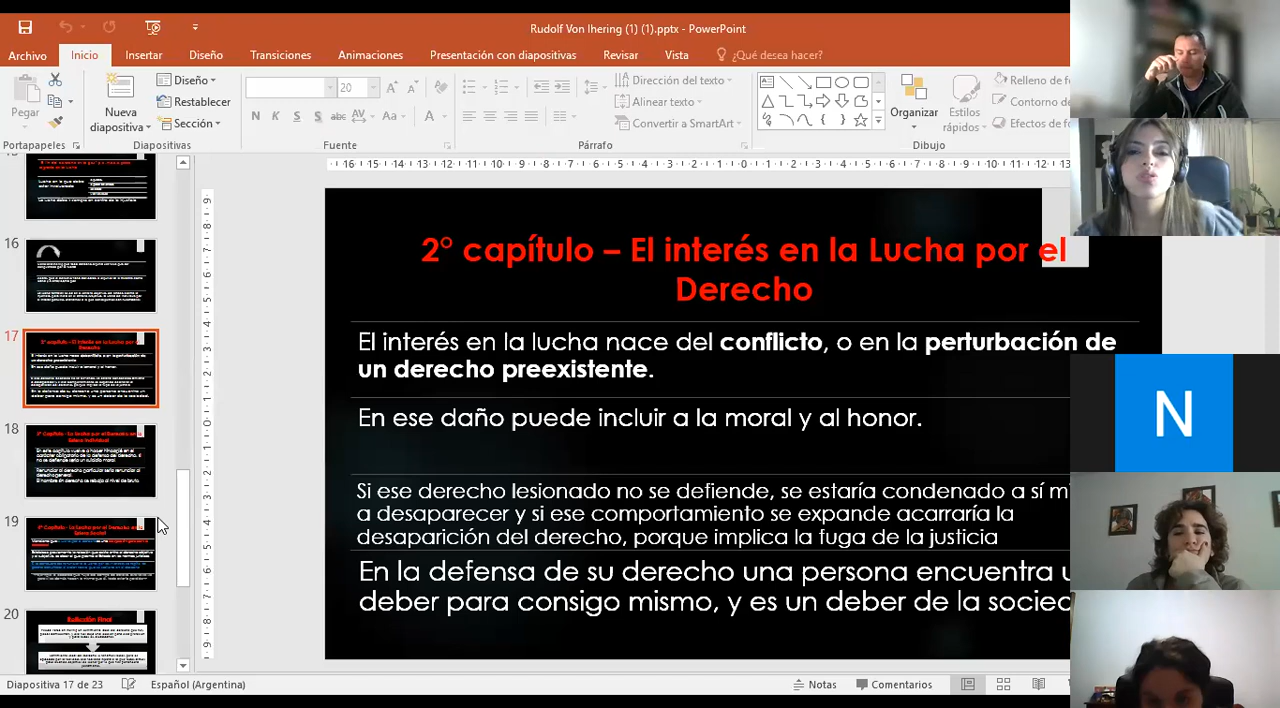 Rudolf Von Ihering (1) (1).pptx - PowerPoint
Archivo Inicio Insertar Diseño Transiciones Animaciones Presentación con diapositivas Revisar Vista ¿Qué desea hacer?
Pegar
Nueva diapositiva
Diseño
Restablecer
Sección
20
N K S S abc AV Aa A
Dirección del texto
Alinear texto
Convertir a SmartArt
Organizar
Estilos rápidos
Relleno de f
Contorno d
Efectos de fo
Portapapeles Diapositivas Fuente Párrafo Dibujo
16
17
18
19
20
2° capítulo – El interés en la Lucha por el
Derecho
El interés en la lucha nace del conflicto, o en la perturbación de
un derecho preexistente.
En ese daño puede incluir a la moral y al honor.
Si ese derecho lesionado no se defiende, se estaría condenado a sí m
a desaparecer y si ese comportamiento se expande acarraría la
desaparición del derecho, porque implica la fuga de la justicia
En la defensa de su derecho una persona encuentra u
deber para consigo mismo, y es un deber de la socied
Reflexión Final
N
Diapositiva 17 de 23 Español (Argentina) Notas Comentarios